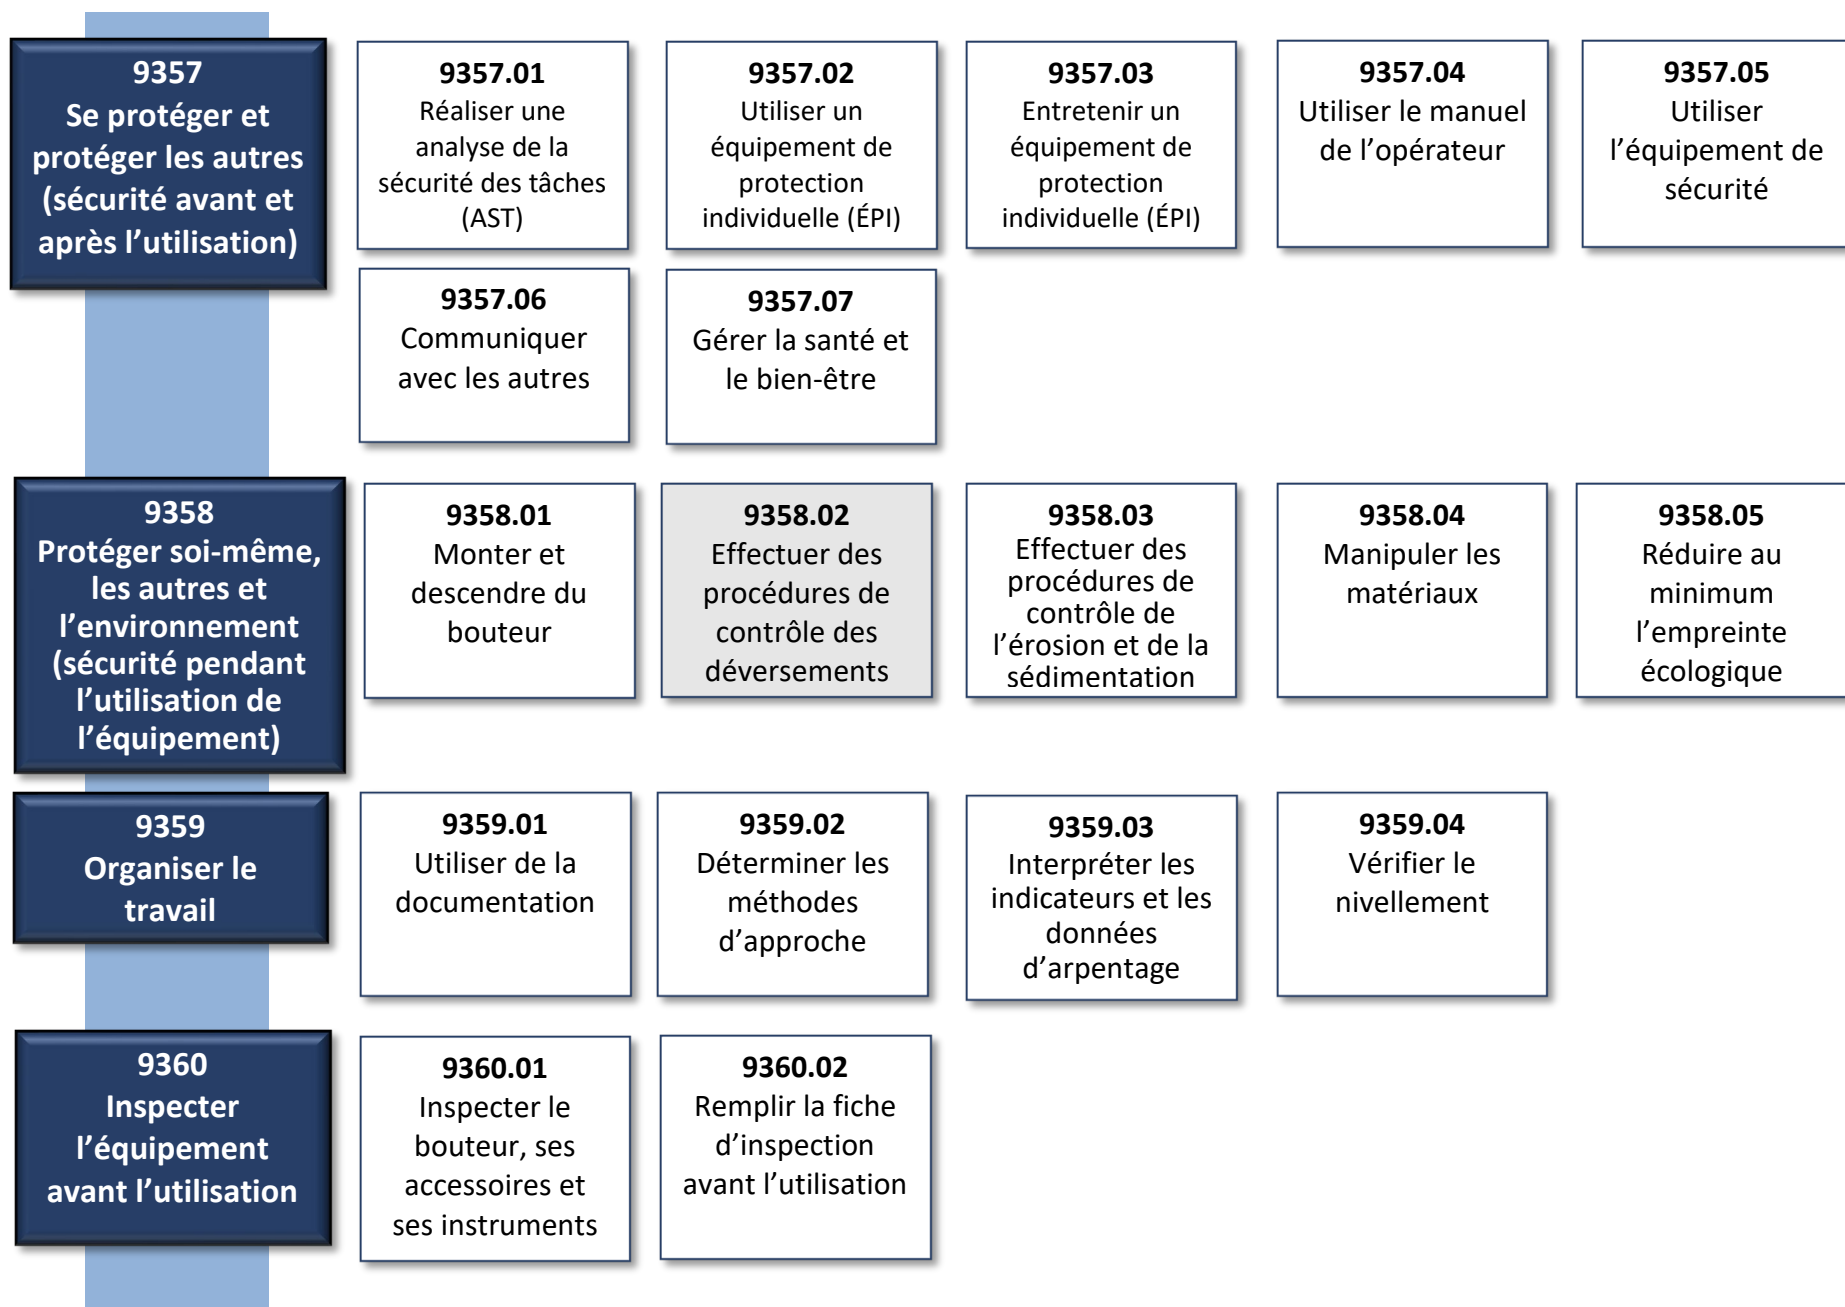 9357
Se protéger et
protéger les autres
(sécurité avant et
après l’utilisation)
9357.01
Réaliser une
analyse de la
sécurité des tâches
(AST)
9357.02
Utiliser un
équipement de
protection
individuelle (ÉPI)
9357.03
Entretenir un
équipement de
protection
individuelle (ÉPI)
9357.04
Utiliser le manuel
de l’opérateur
9357.05
Utiliser
l’équipement de
sécurité
9357.06
Communiquer
avec les autres
9357.07
Gérer la santé et
le bien-être
9358
Protéger soi-même,
les autres et
l’environnement
(sécurité pendant
l’utilisation de
l’équipement)
9358.01
Monter et
descendre du
bouteur
9358.02
Effectuer des
procédures de
contrôle des
déversements
9358.03
Effectuer des
procédures de
contrôle de
l’érosion et de la
sédimentation
9358.04
Manipuler les
matériaux
9358.05
Réduire au
minimum
l’empreinte
écologique
9359
Organiser le
travail
9359.01
Utiliser de la
documentation
9359.02
Déterminer les
méthodes
d’approche
9359.03
Interpréter les
indicateurs et les
données
d’arpentage
9359.04
Vérifier le
nivellement
9360
Inspecter
l’équipement
avant l’utilisation
9360.01
Inspecter le
bouteur, ses
accessoires et
ses instruments
9360.02
Remplir la fiche
d’inspection
avant l’utilisation